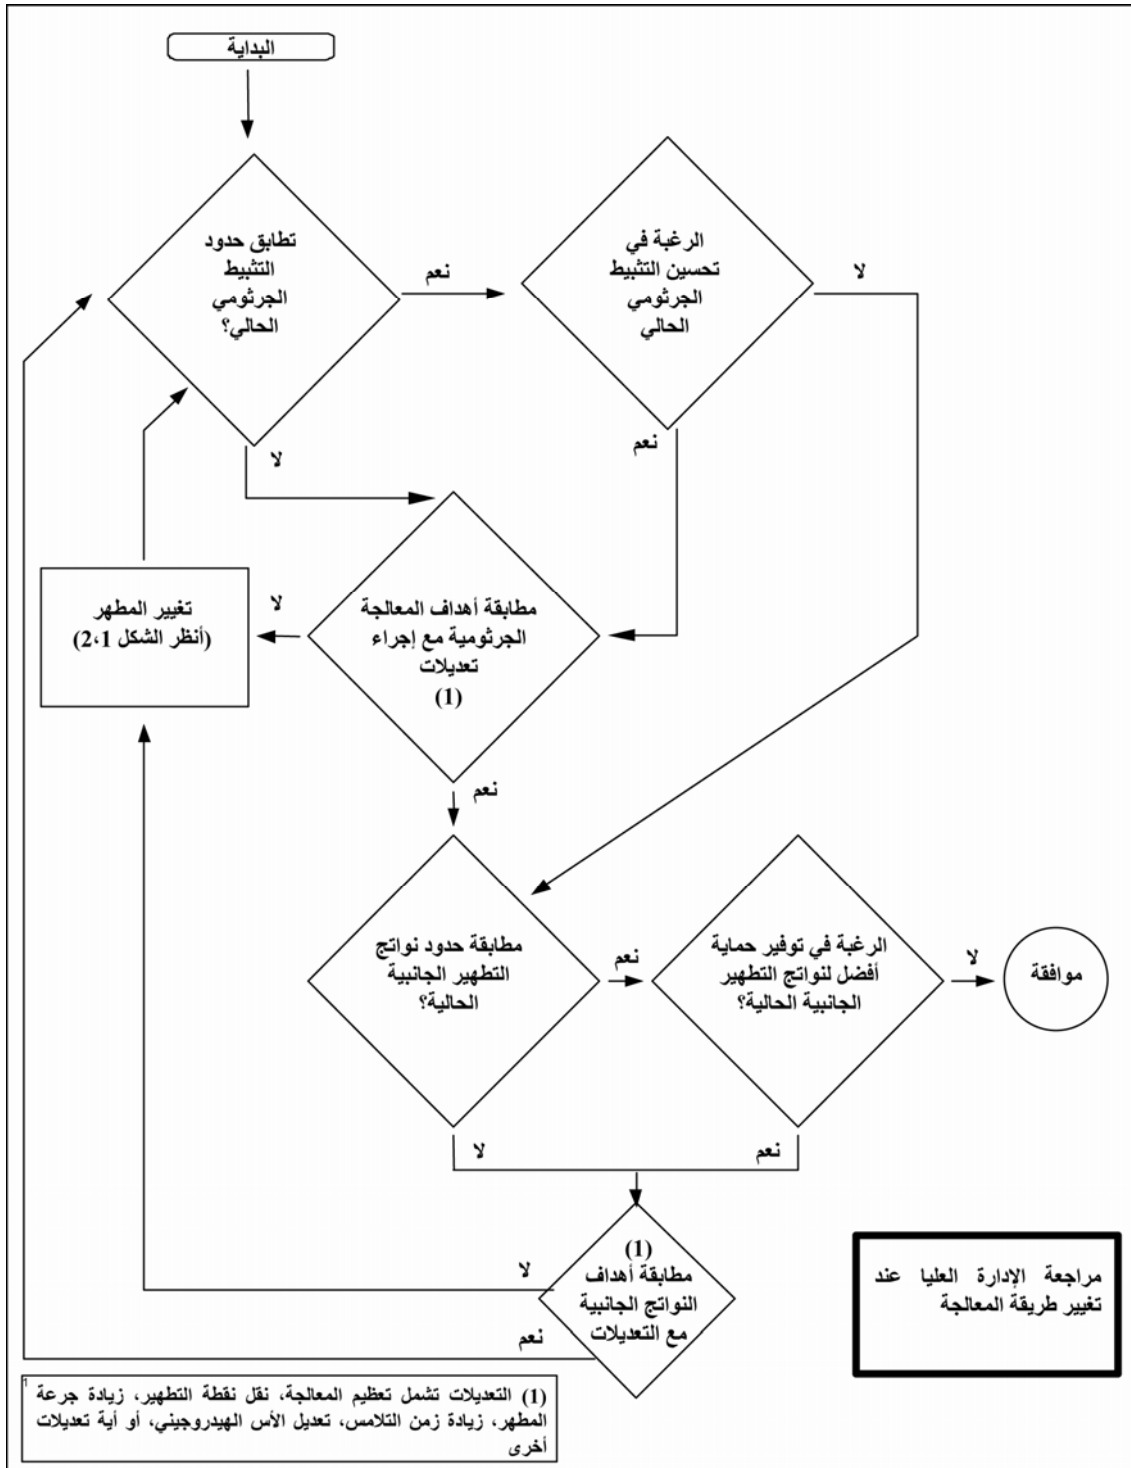 البداية
تطابق حدود
التثبيط
الجرثومي
الحالي؟
نعم
الرغبة في
تحسين التثبيط
الجرثومي
الحالي
لا
نعم
لا
مطابقة أهداف المعالجة
الجرثومية مع إجراء
تعديلات
(1)
لا
تغيير المطهر
(أنظر الشكل 1،2)
نعم
مطابقة حدود نواتج
التطهير الجانبية
الحالية؟
نعم
الرغبة في توفير حماية
أفضل لنواتج التطهير
الجانبية الحالية؟
لا
موافقة
لا
نعم
(1)
مطابقة أهداف
النواتج الجانبية
مع التعديلات
لا
نعم
مراجعة الإدارة العليا عند
تغيير طريقة المعالجة
(1) التعديلات تشمل تعظيم المعالجة، نقل نقطة التطهير، زيادة جرعة 1
المطهر، زيادة زمن التلامس، تعديل الأس الهيدروجيني، أو أية تعديلات
أخرى